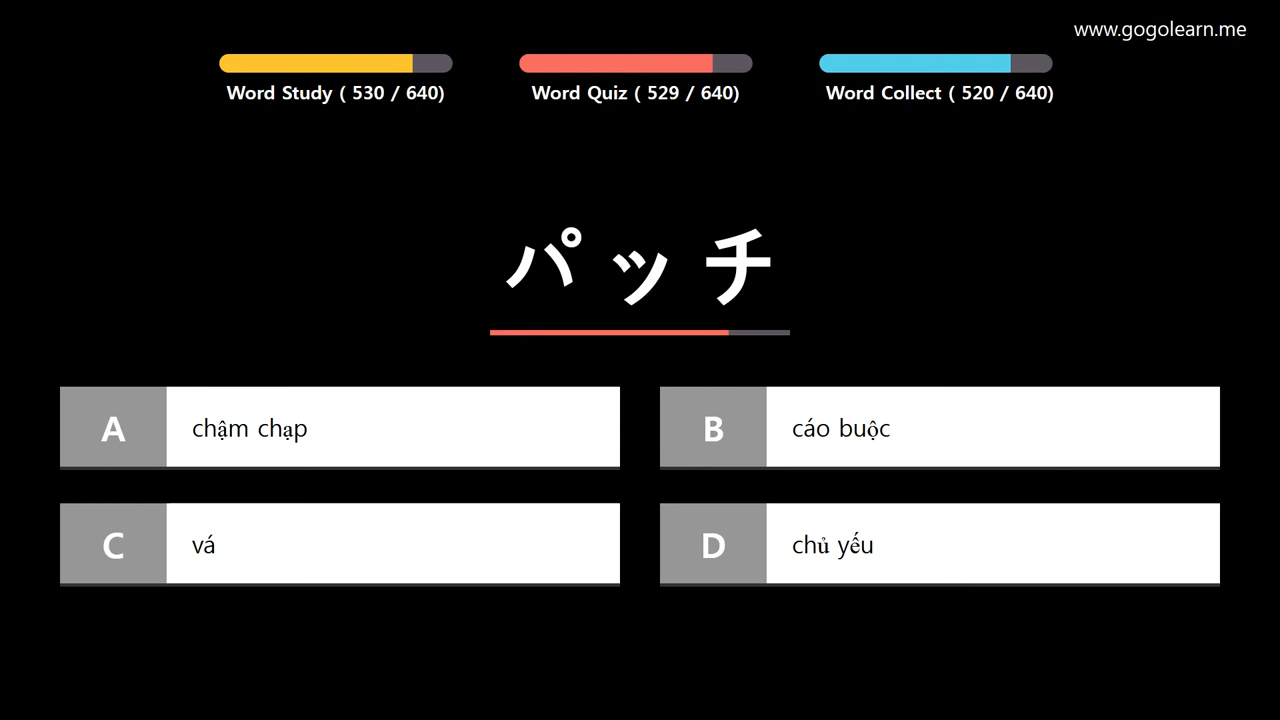 www.gogolearn.me
Word Study ( 530 / 640)
Word Quiz ( 529 / 640)
Word Collect ( 520 / 640)
パッチ
A chậm chạp
B cáo buộc
C vá
D chủ yếu